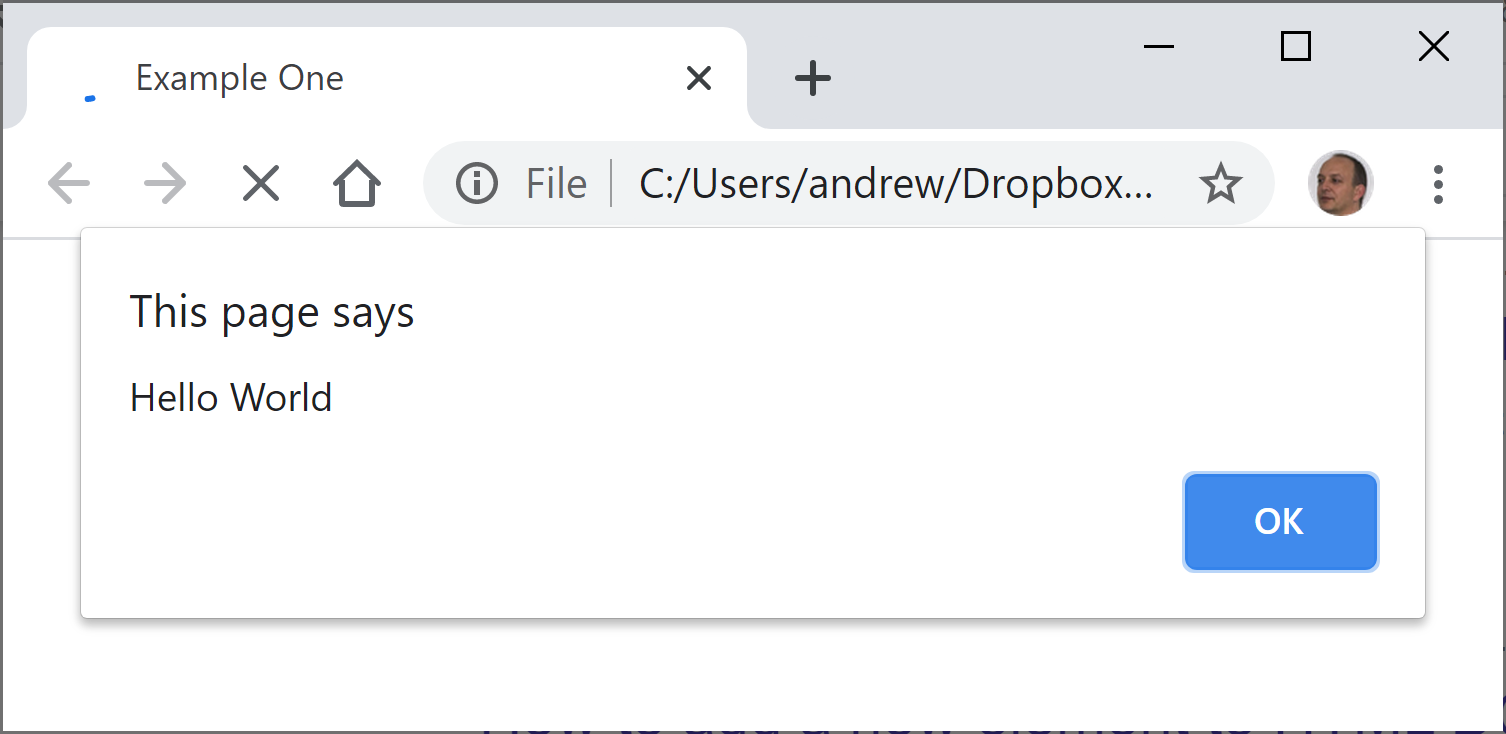 Example One
File
C:/Users/andrew/Dropbox...
This page says
Hello World
OK